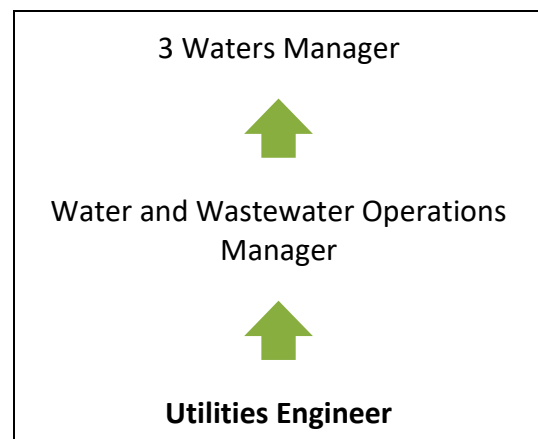 3 Waters Manager
Water and Wastewater Operations
Manager
Utilities Engineer